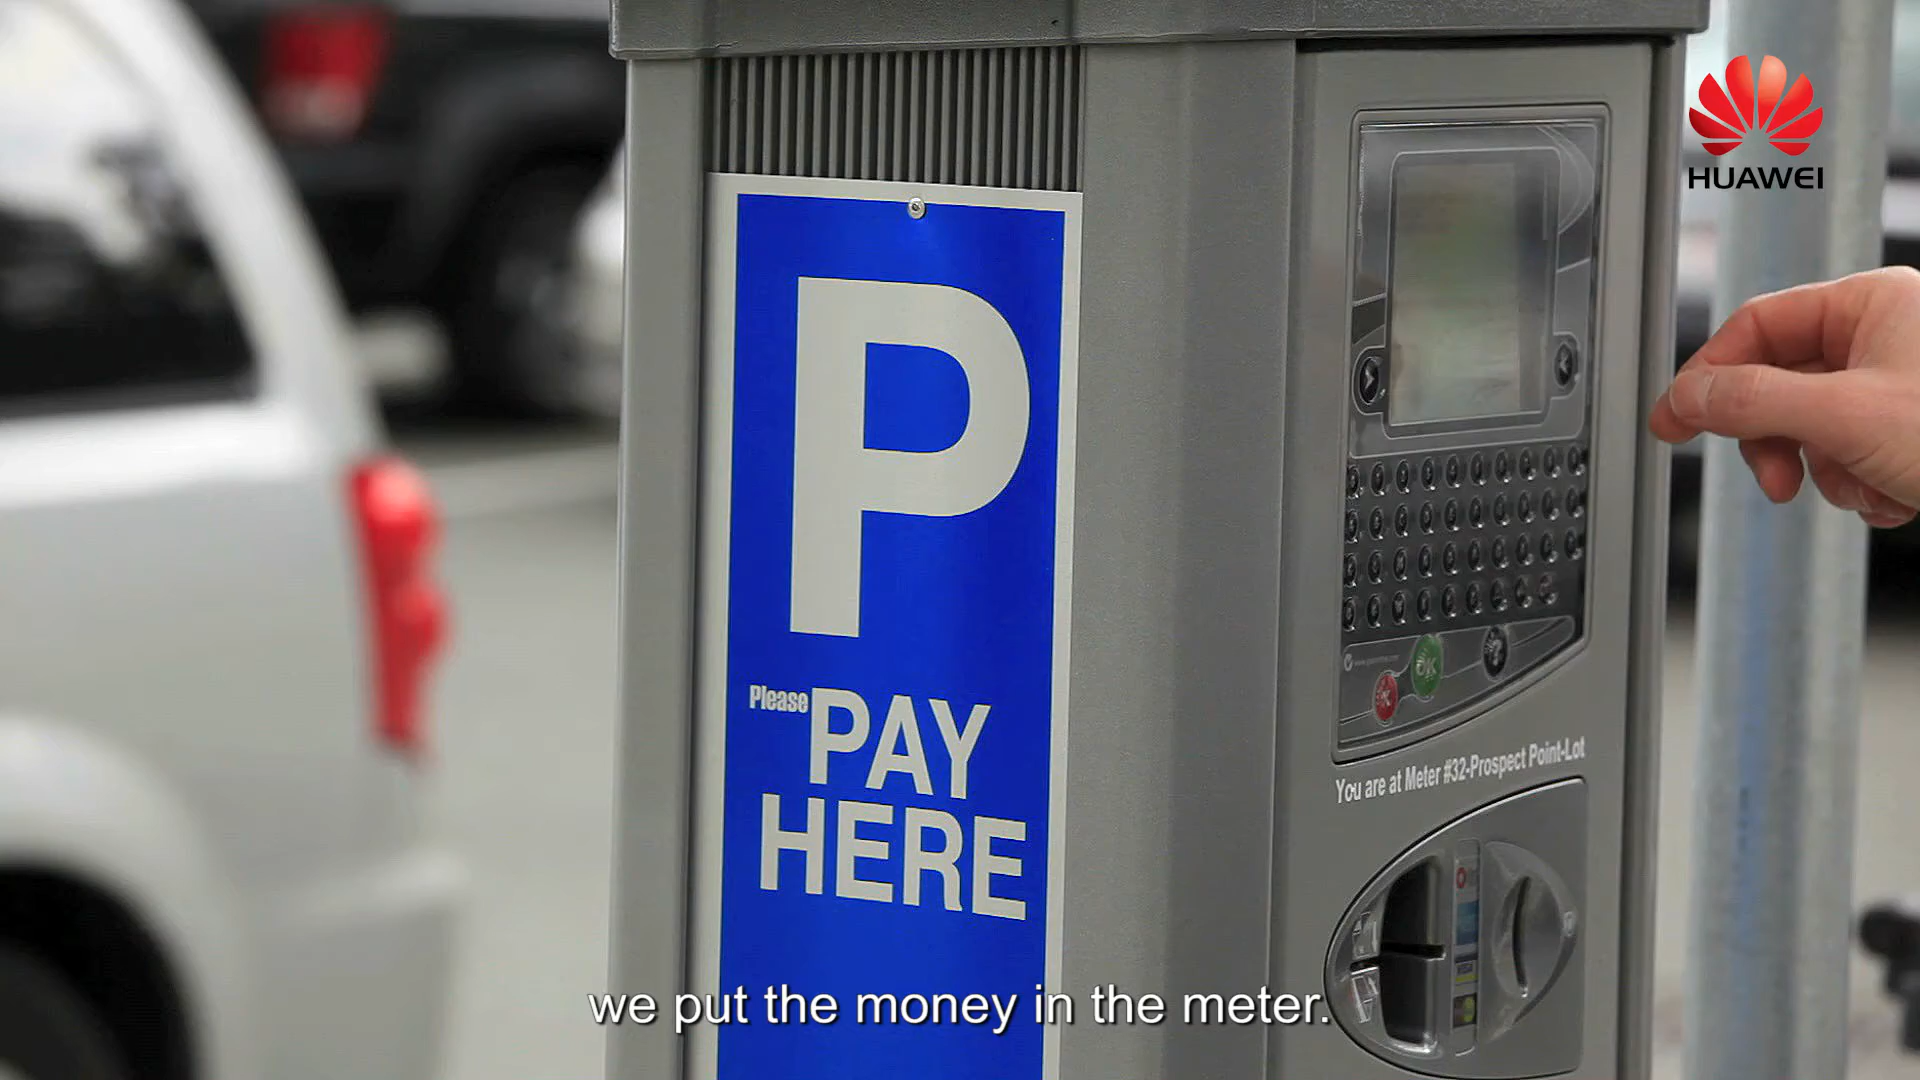 HUAWEI
P
Please PAY
HERE
OK
You are at Meter #32-Prospect Point-Lot
VISA
we put the money in the meter.